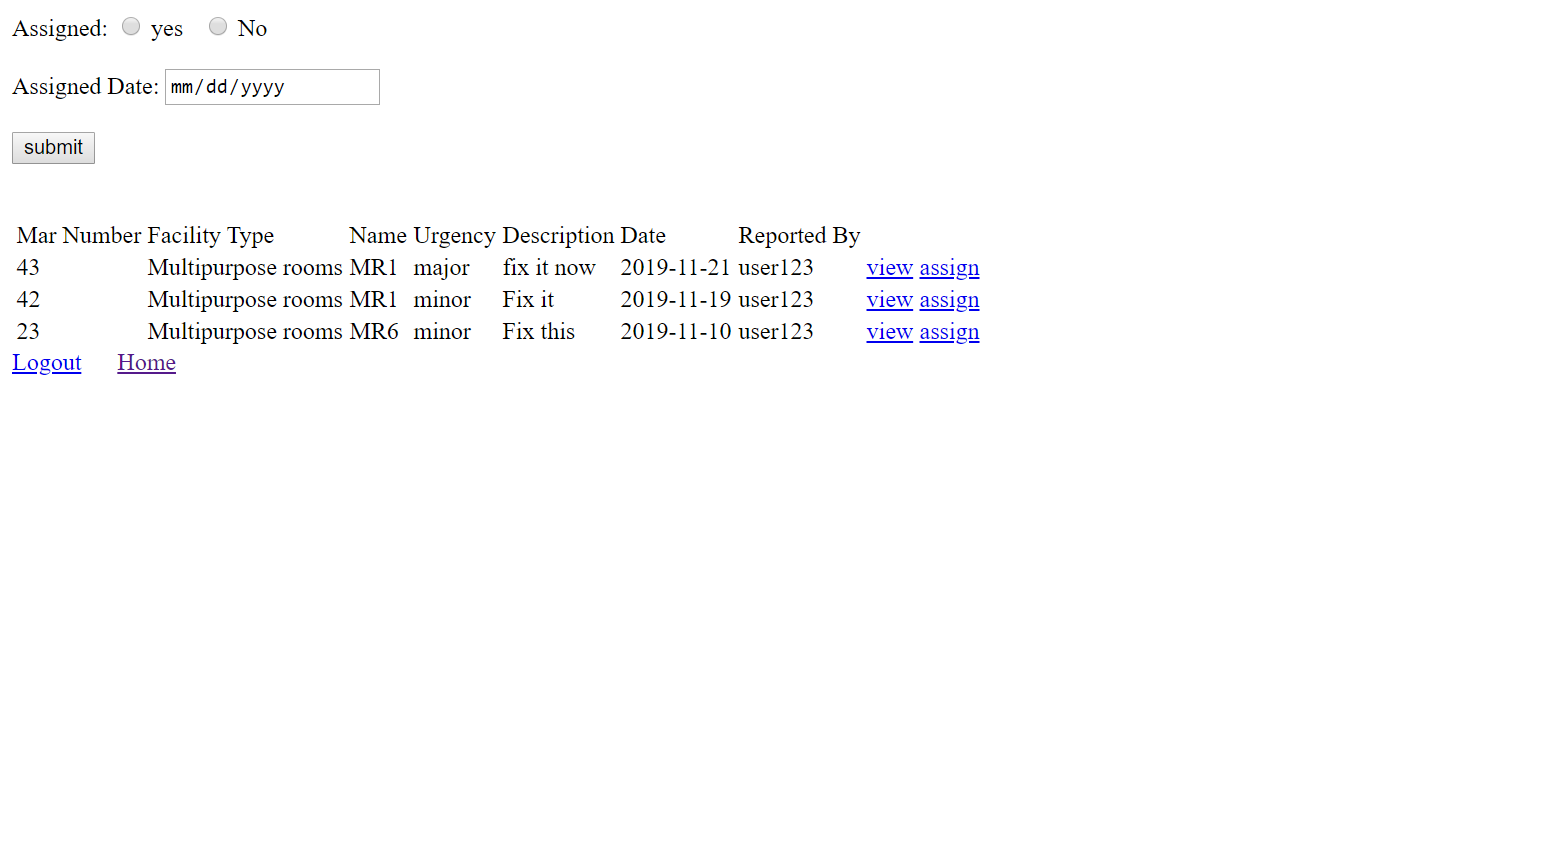 Assigned: yes No
Assigned Date: mm/dd/yyyy
submit
Mar Number Facility Type Name Urgency Description Date Reported By
43 Multipurpose rooms MR1 major fix it now 2019-11-21 user123 view assign
42 Multipurpose rooms MR1 minor Fix it 2019-11-19 user123 view assign
23 Multipurpose rooms MR6 minor Fix this 2019-11-10 user123 view assign
Logout Home